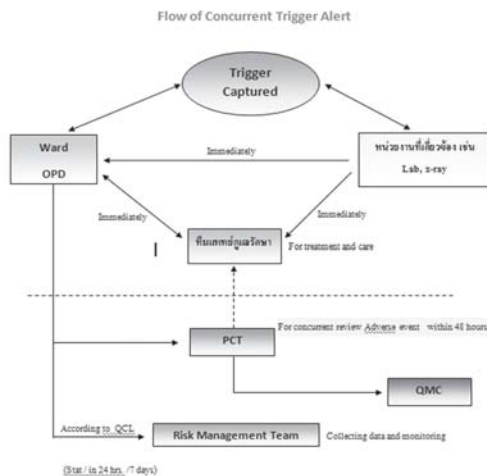 Flow of Concurrent Trigger Alert
Trigger
Captured
Ward
OPD
Immediately
หน่วยงานที่เกี่ยวข้อง เช่น
Lab, x-ray
Immediately
Immediately
ทีมแพทย์ดูแลรักษา
For treatment and care
PCT
For concurrent review Adverse event within 48 hours
QMC
According to QCL
Risk Management Team
Collecting data and monitoring
(Stat / in 24 hrs. /7 days)